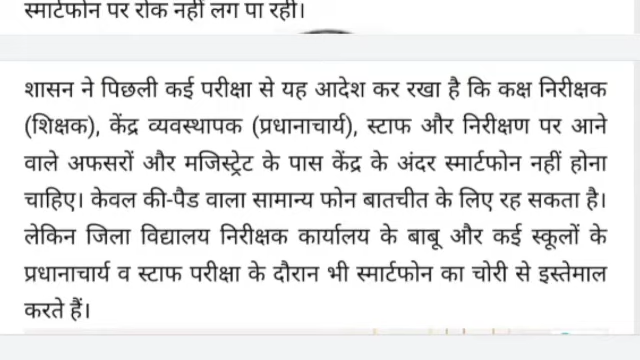 स्मार्टफोन पर रोक नहीं लग पा रही।
शासन ने पिछली कई परीक्षा से यह आदेश कर रखा है कि कक्ष निरीक्षक
(शिक्षक), केंद्र व्यवस्थापक (प्रधानाचार्य), स्टाफ और निरीक्षण पर आने
वाले अफसरों और मजिस्ट्रेट के पास केंद्र के अंदर स्मार्टफोन नहीं होना
चाहिए। केवल की-पैड वाला सामान्य फोन बातचीत के लिए रह सकता है।
लेकिन जिला विद्यालय निरीक्षक कार्यालय के बाबू और कई स्कूलों के
प्रधानाचार्य व स्टाफ परीक्षा के दौरान भी स्मार्टफोन का चोरी से इस्तेमाल
करते हैं।